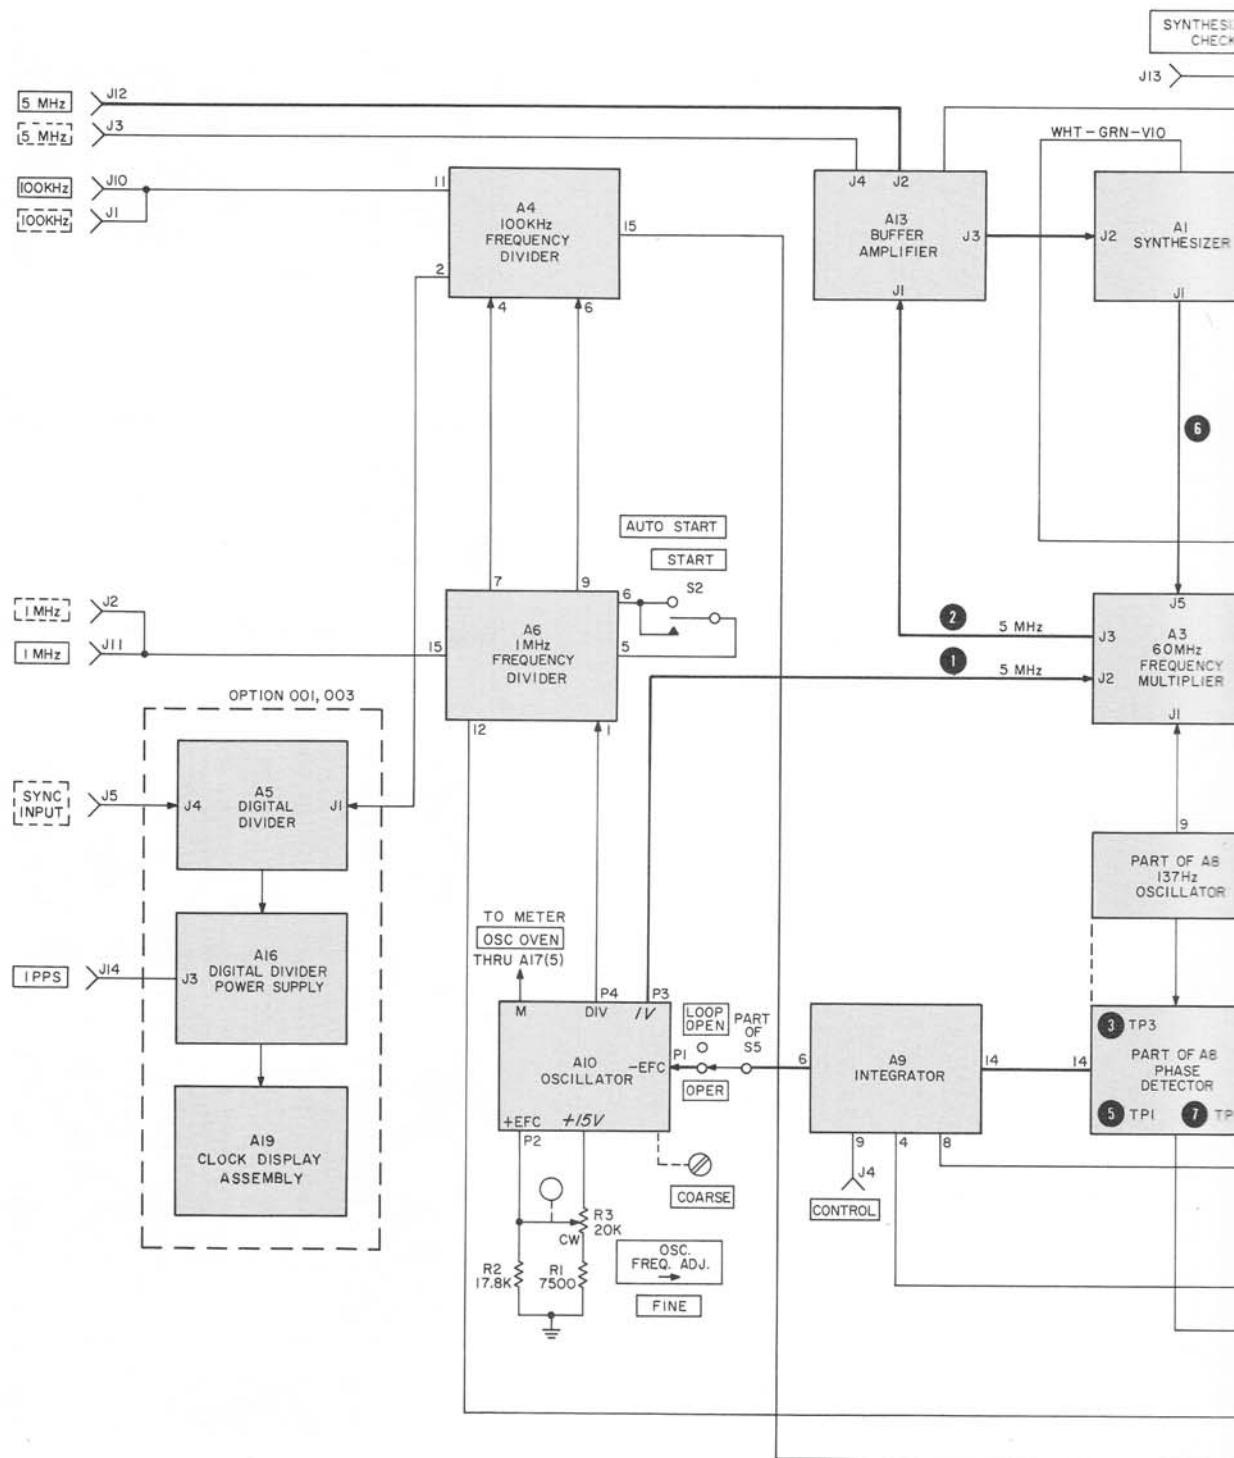 SYNTHESI
CHECK
J13
5 MHz
J12
5 MHz
J3
WHT-GRN-VIO
100KHz
J10
100KHz
J1
11
A4
100KHz
FREQUENCY
DIVIDER
15
2
4
6
J4
J2
A13
BUFFER
AMPLIFIER
J3
J1
J2
A1
SYNTHESIZER
J1
6
AUTO START
START
S2
7
9
6
5
1 MHz
J2
1 MHz
J11
15
A6
1MHz
FREQUENCY
DIVIDER
12
1
2
5 MHz
1
5 MHz
J5
J3
A3
60MHz
FREQUENCY
MULTIPLIER
J2
J1
OPTION 001, 003
SYNC
INPUT
J5
J4
A5
DIGITAL
DIVIDER
J1
9
PART OF A8
137Hz
OSCILLATOR
1 PPS
J14
J3
A16
DIGITAL DIVIDER
POWER SUPPLY
TO METER
OSC OVEN
THRU A17(5)
P4
P3
M
DIV
1V
A10
OSCILLATOR
-EFC
P1
+EFC
+15V
P2
LOOP
OPEN
PART
OF
S5
OPER
6
A9
INTEGRATOR
14
9
4
8
J4
CONTROL
14
3 TP3
PART OF A8
PHASE
DETECTOR
5 TP1
7 TP
A19
CLOCK DISPLAY
ASSEMBLY
COARSE
R3
20K
CW
R2
17.8K
R1
7500
OSC.
FREQ. ADJ.
FINE